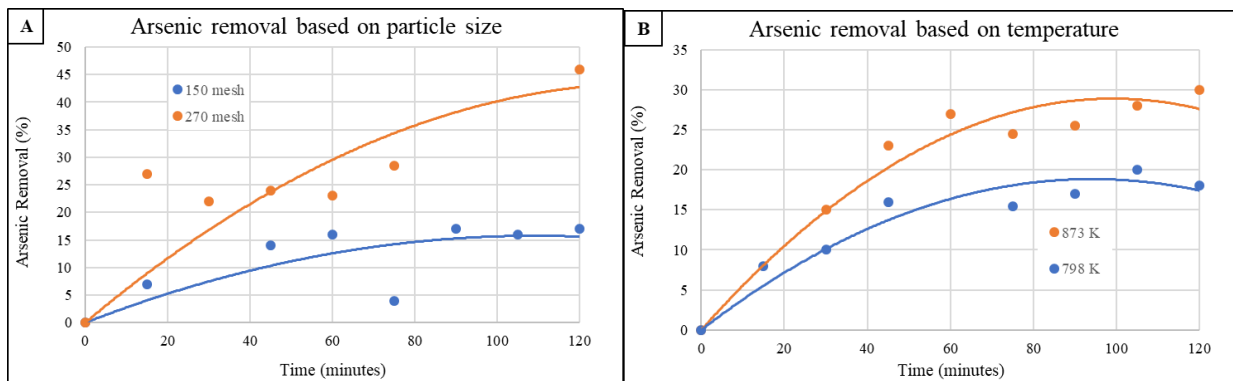 A
Arsenic removal based on particle size
50
45
40
35
30
25
20
15
10
5
0
Arsenic Removal (%)
150 mesh
270 mesh
0 20 40 60 80 100 120
Time (minutes)
B
Arsenic removal based on temperature
35
30
25
20
15
10
5
0
Arsenic Removal (%)
873 K
798 K
0 20 40 60 80 100 120
Time (minutes)